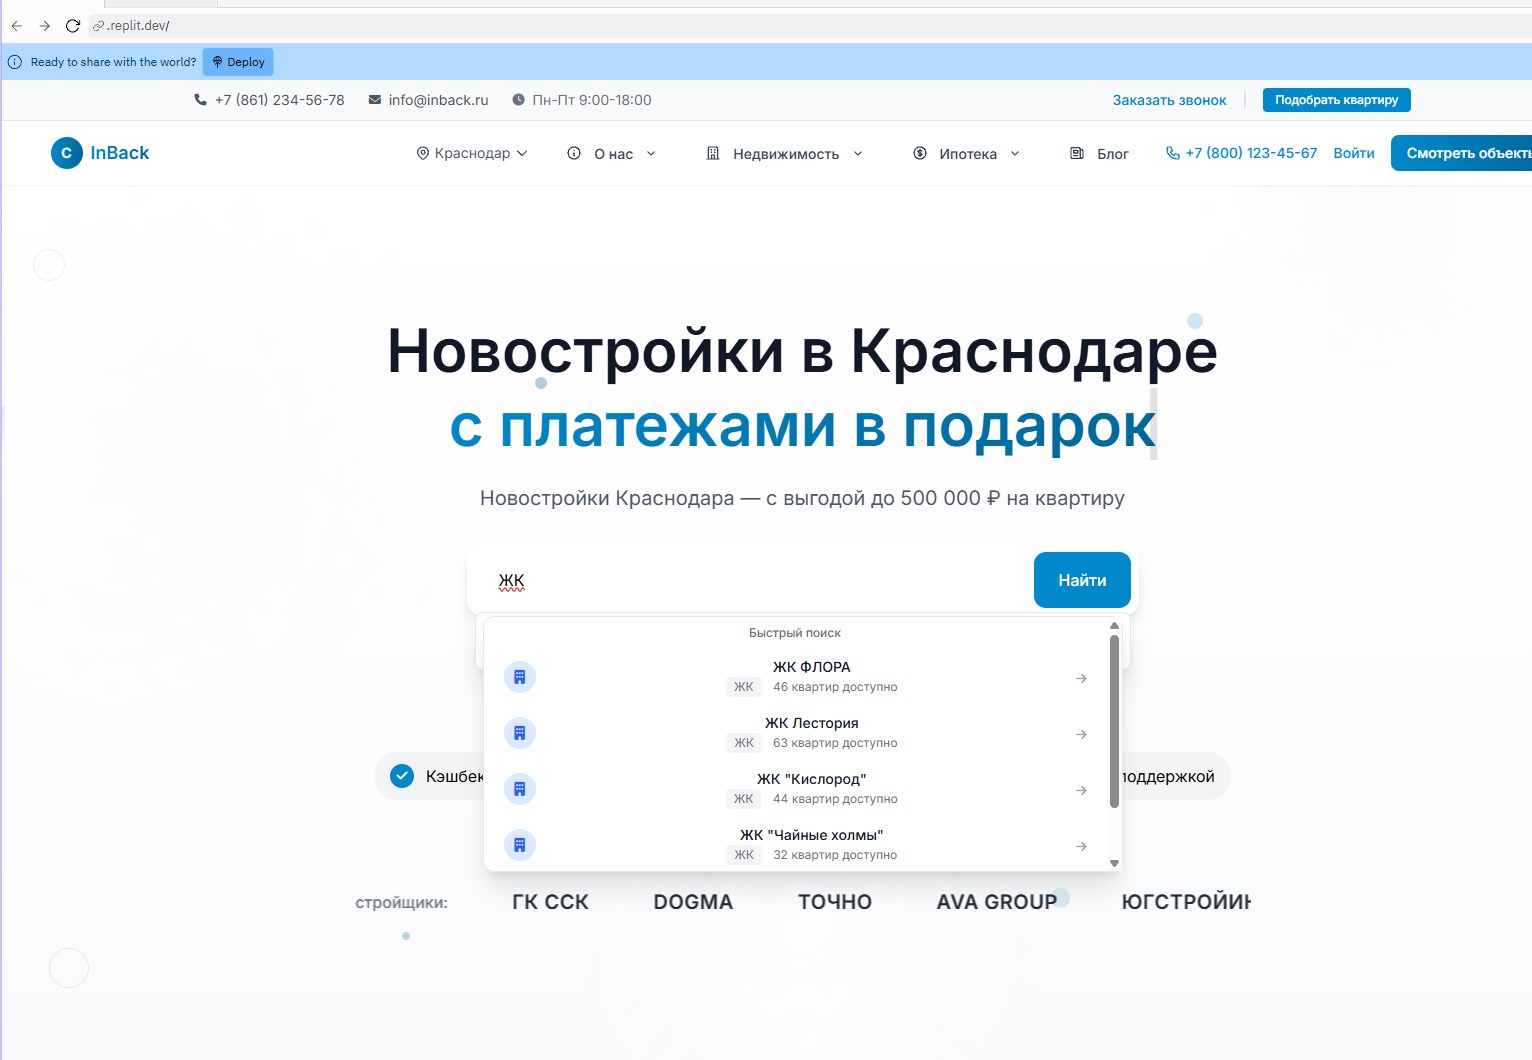 .replit.dev/
Ready to share with the world? Deploy
+7 (861) 234-56-78 info@inback.ru Пн-Пт 9:00-18:00 Заказать звонок Подобрать квартиру
C InBack Краснодар О нас Недвижимость Ипотека Блог +7 (800) 123-45-67 Войти Смотреть объекты
Новостройки в Краснодаре
с платежами в подарок
Новостройки Краснодара — с выгодой до 500 000 ₽ на квартиру
ЖК Найти
Быстрый поиск
ЖК ФЛОРА
ЖК 46 квартир доступно
ЖК Лестория
ЖК 63 квартир доступно
ЖК "Кислород"
ЖК 44 квартир доступно
Кэшбек поддержкой
ЖК "Чайные холмы"
ЖК 32 квартир доступно
стройщики: ГК ССК DOGMA ТОЧНО AVA GROUP ЮГСТРОЙИН